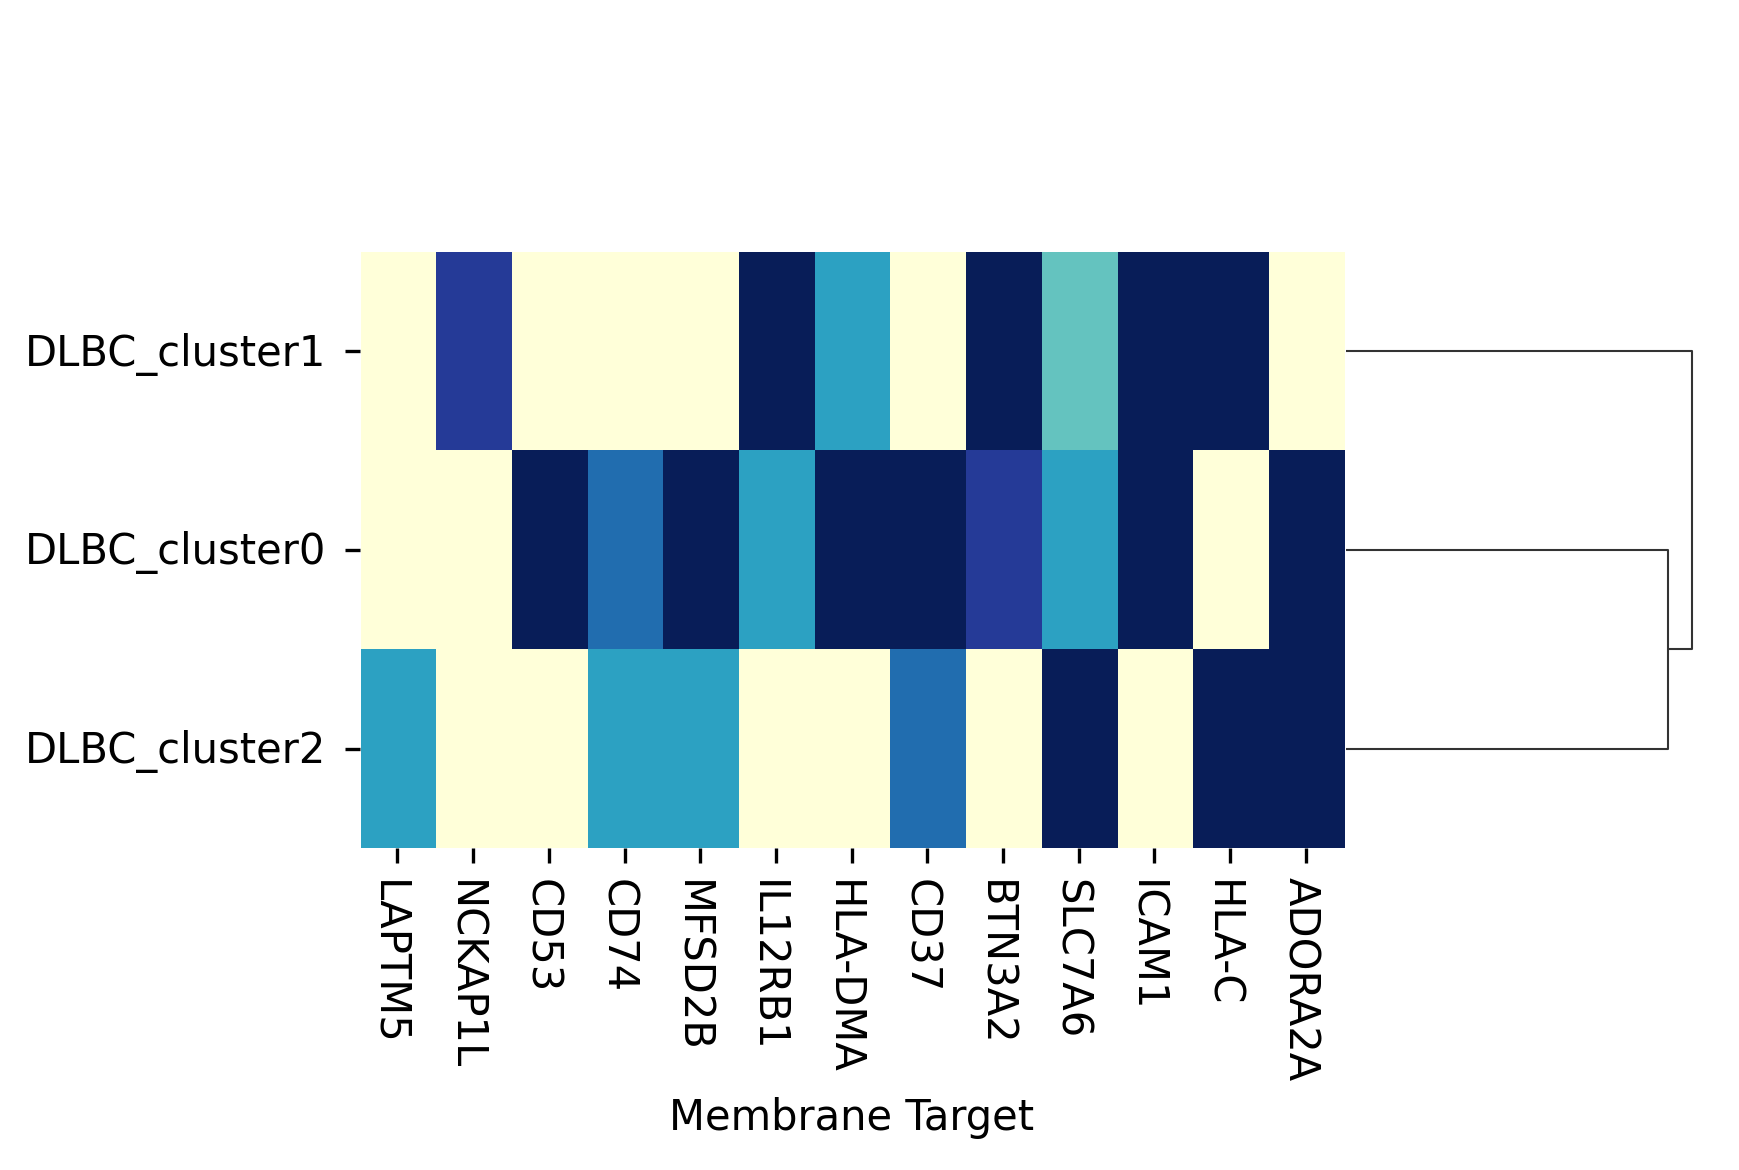 DLBC_cluster1
DLBC_cluster0
DLBC_cluster2
LAPTM5
NCKAP1L
CD53
CD74
MFSD2B
IL12RB1
HLA-DMA
CD37
BTN3A2
SLC7A6
ICAM1
HLA-C
ADORA2A
Membrane Target